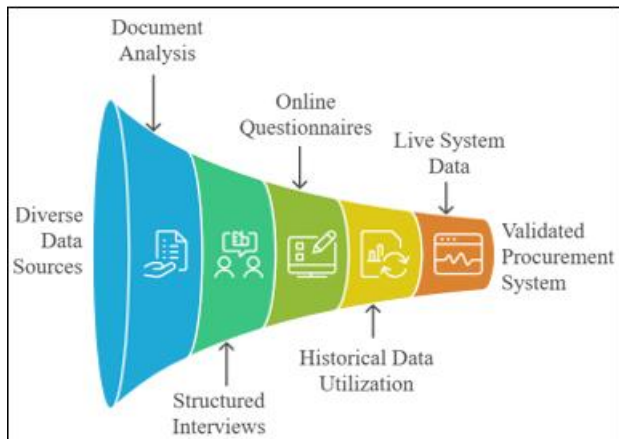 Document
Analysis
Online
Questionnaires
Live System
Data
Diverse
Data
Sources
Validated
Procurement
System
Historical Data
Utilization
Structured
Interviews